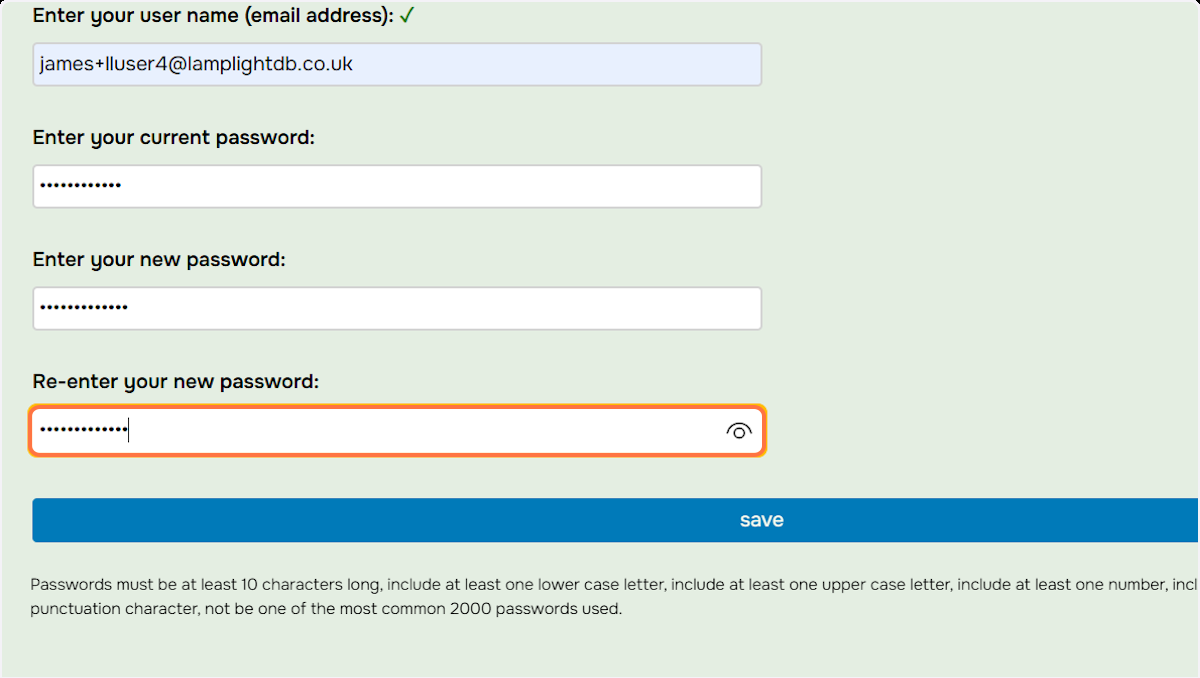 Enter your user name (email address): ✓
james+lluser4@lamplightdb.co.uk
Enter your current password:
••••••••••••
Enter your new password:
•••••••••••••
Re-enter your new password:
•••••••••••••
save
Passwords must be at least 10 characters long, include at least one lower case letter, include at least one upper case letter, include at least one number, incl
punctuation character, not be one of the most common 2000 passwords used.